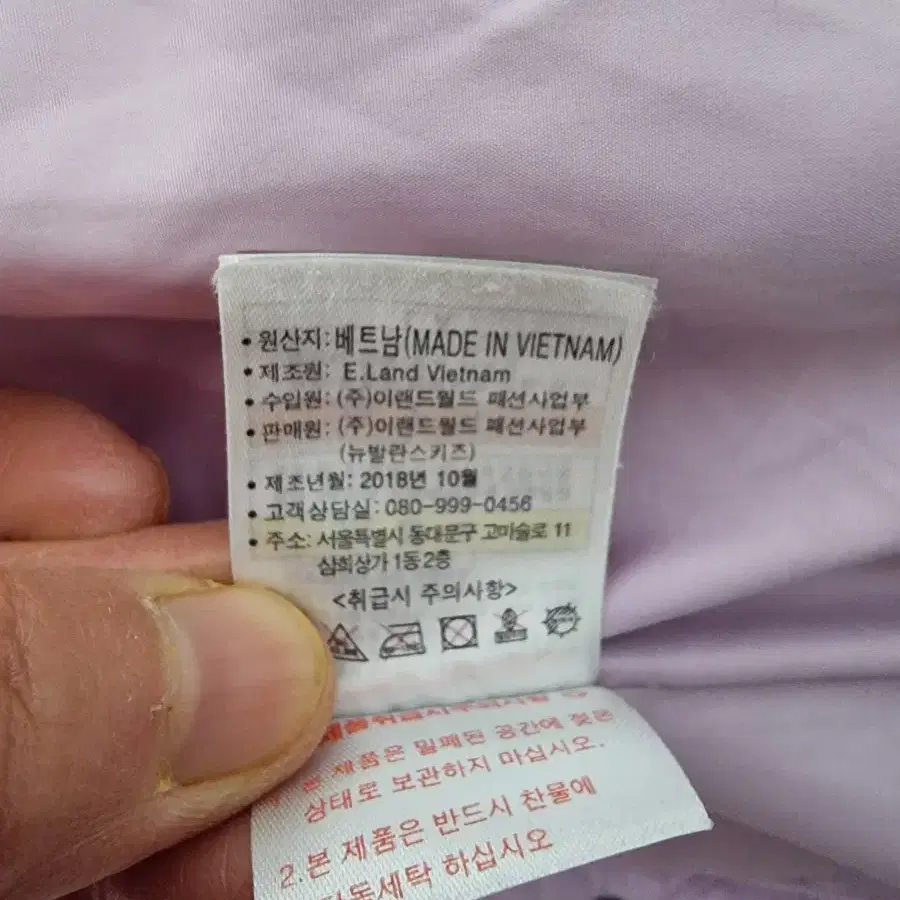 • 원산지: 베트남(MADE IN VIETNAM)
• 제조원: E.Land Vietnam
• 수입원: (주)이랜드월드 패션사업부
• 판매원: (주)이랜드월드 패션사업부
(뉴발란스키즈)
• 제조년월: 2018년 10월
• 고객상담실: 080-999-0456
• 주소: 서울특별시 동대문구 고미술로 11
삼희상가 1동 2층
<취급시 주의사항>
본 제품은 밀폐된 공간에 젖은
상태로 보관하지 마십시오.
2.본 제품은 반드시 찬물에
하십시오